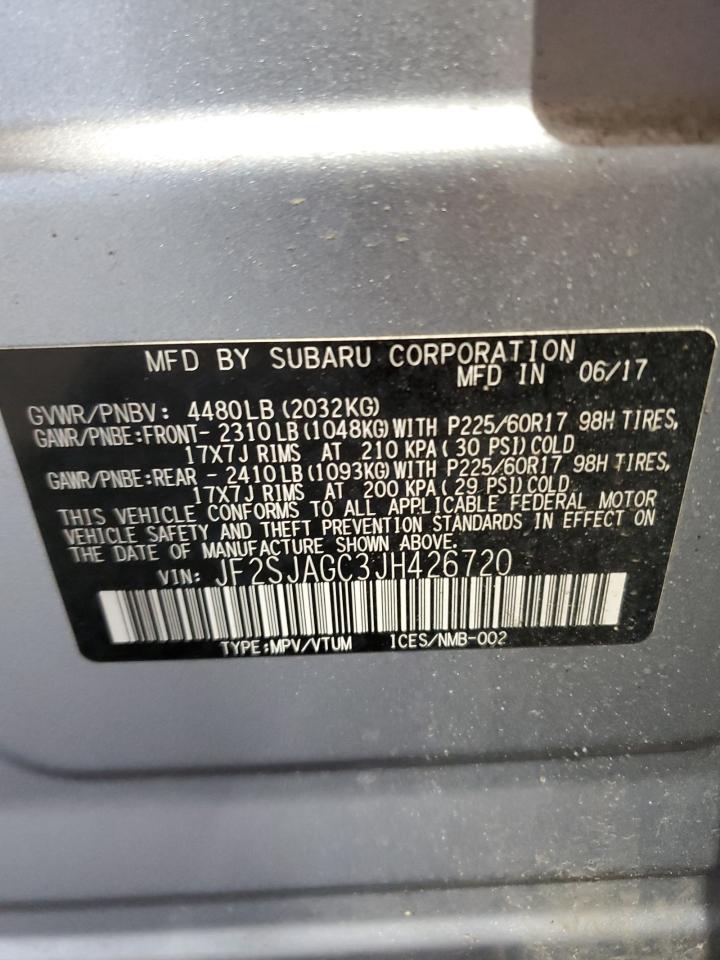 MFD BY SUBARU CORPORATION
MFD IN 06/17
GVWR/PNBV: 4480LB(2032KG)
GAWR/PNBE:FRONT- 2310LB(1048KG)WITH P225/60R17 98H TIRES,
17X7J RIMS AT 210 KPA(30 PSI)COLD
GAWR/PNBE:REAR - 2410LB(1093KG)WITH P225/60R17 98H TIRES,
17X7J RIMS AT 200 KPA(29 PSI)COLD
THIS VEHICLE CONFORMS TO ALL APPLICABLE FEDERAL MOTOR
VEHICLE SAFETY AND THEFT PREVENTION STANDARDS IN EFFECT ON
THE DATE OF MANUFACTURE SHOWN ABOVE.
VIN: JF2SJAGC3JH426720
TYPE:MPV/VTUM ICES/NMB-002